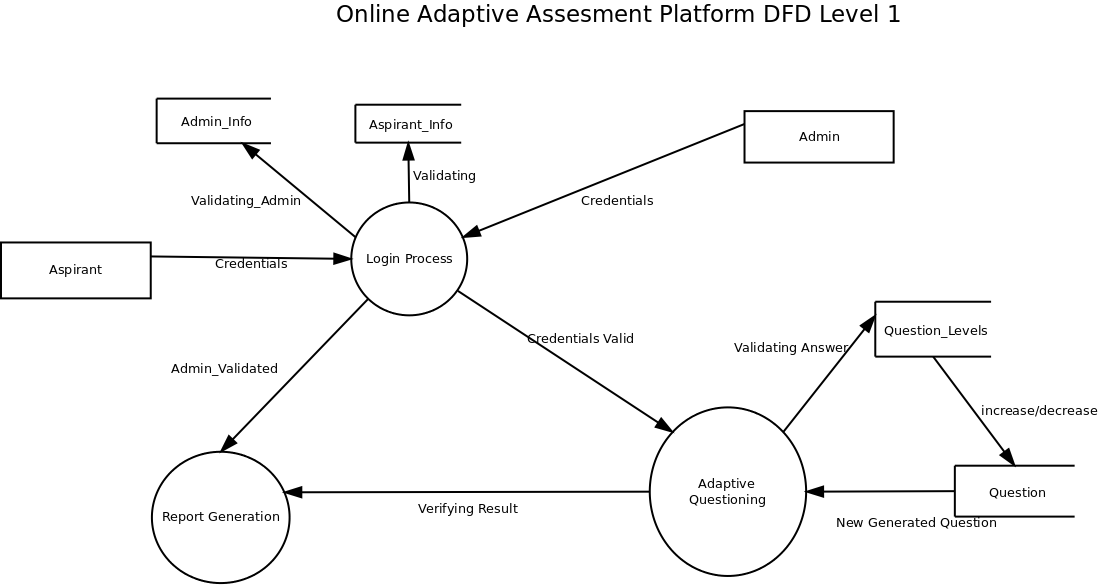 Online Adaptive Assesment Platform DFD Level 1
Admin_Info
Aspirant_Info
Admin
Validating
Validating_Admin
Credentials
Login Process
Aspirant
Credentials
Question_Levels
Credentials Valid
Validating Answer
Admin_Validated
increase/decrease
Adaptive
Questioning
Question
Verifying Result
Report Generation
New Generated Question